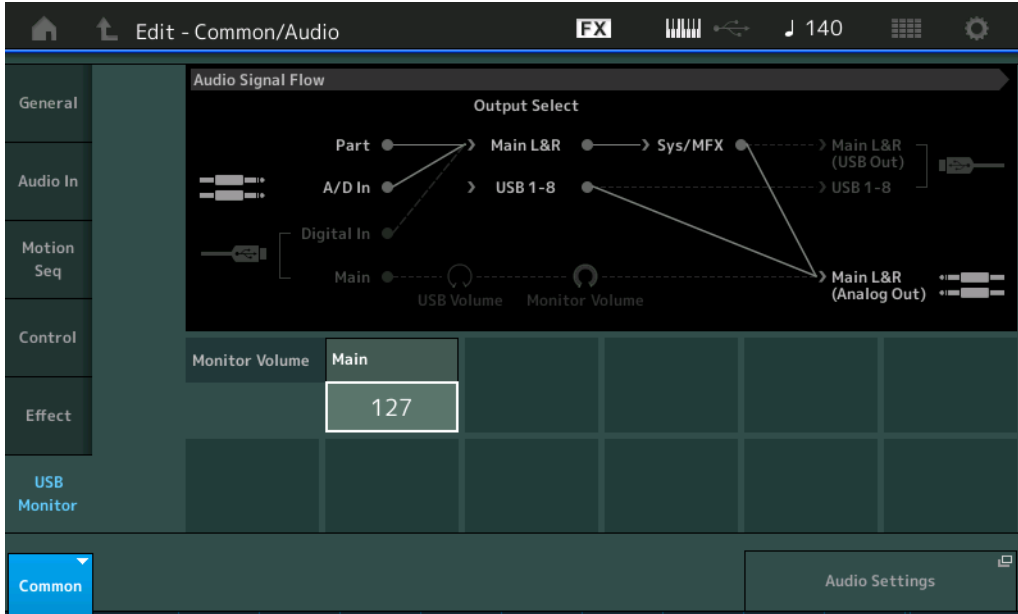 Edit - Common/Audio
FX
♩ 140
General
Audio In
Motion
Seq
Control
Effect
USB
Monitor
Common
Audio Signal Flow
Output Select
Part
Main L&R
Sys/MFX
Main L&R
(USB Out)
A/D In
USB 1-8
USB 1-8
Digital In
Main
USB Volume
Monitor Volume
Main L&R
(Analog Out)
Monitor Volume
Main
127
Audio Settings